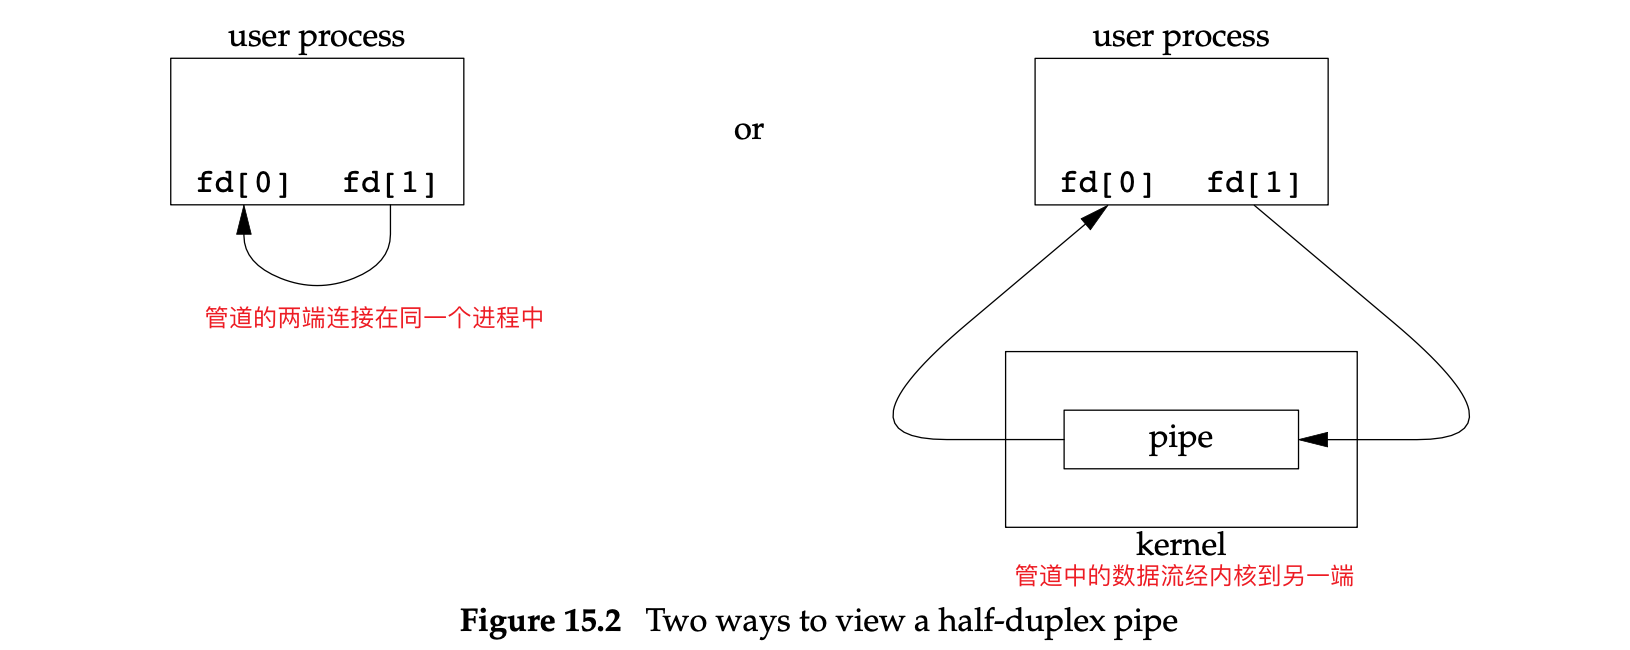 user process
fd[0] fd[1]
管道的两端连接在同一个进程中
or
user process
fd[0] fd[1]
pipe
kernel
管道中的数据流经内核到另一端
Figure 15.2 Two ways to view a half-duplex pipe